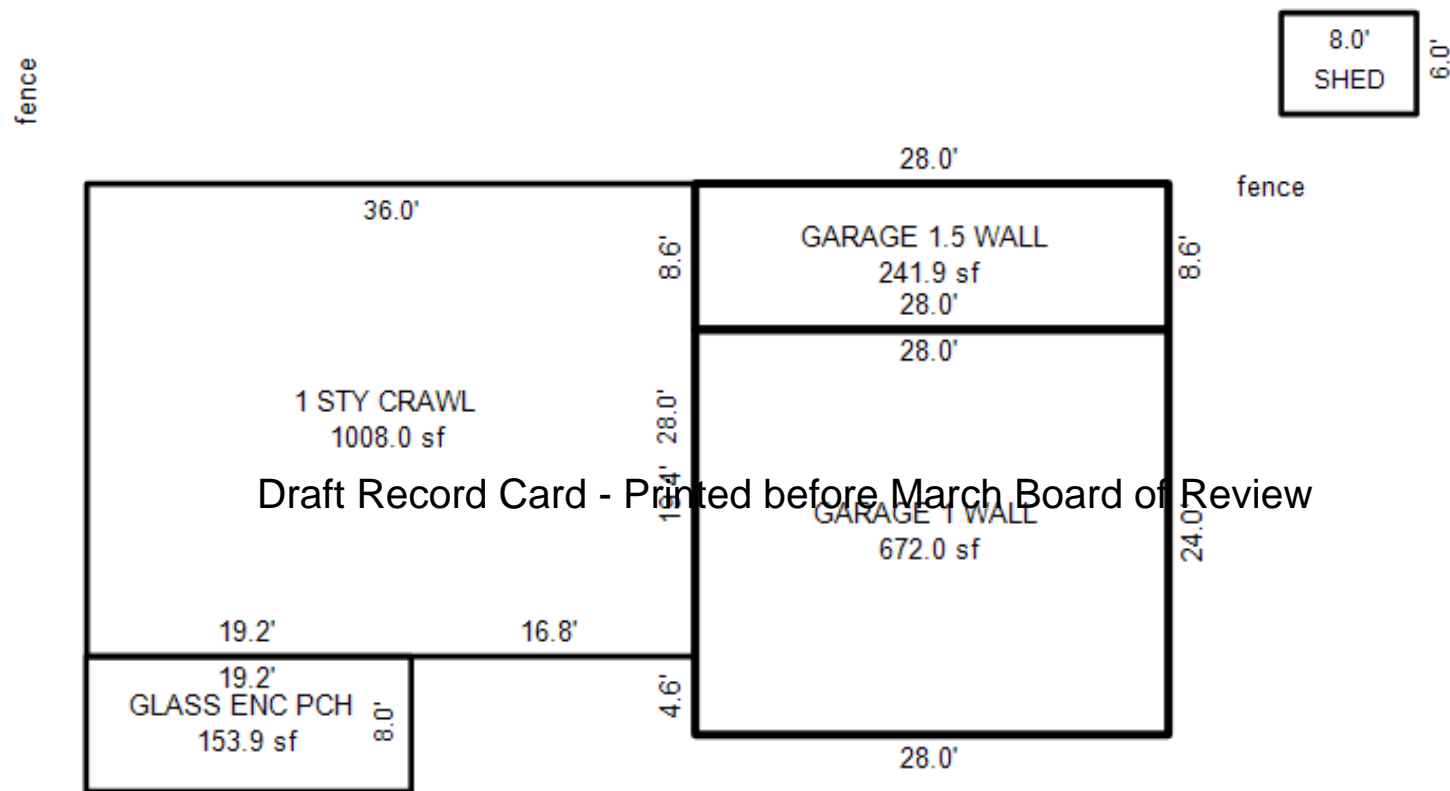 8.0'
SHED
6.0'
fence
28.0'
fence
36.0'
8.6'
GARAGE 1.5 WALL
241.9 sf
28.0'
8.6'
28.0'
1 STY CRAWL
1008.0 sf
28.0'
Draft Record Card - Printed before March Board of Review
19.4'
GARAGE 1 WALL
672.0 sf
24.0'
19.2'
16.8'
19.2'
GLASS ENC PCH
153.9 sf
8.0'
4.6'
28.0'